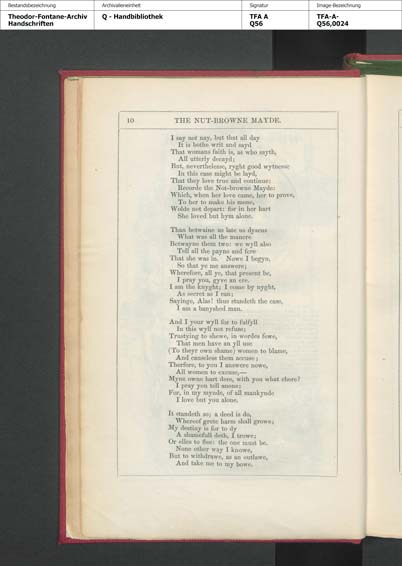 Bestandsbezeichnung
Archivalieneinheit
Signatur
Image-Bezeichnung
Theodor-Fontane-Archiv
Handschriften
Q - Handbibliothek
TFA A
Q56
TFA-A-
Q56,0024
10
THE NUT-BROWNE MAYDE.
I say not nay, but that all day
It is bothe writ and sayd
That womans faith is, as who sayth,
All utterly decayd;
But, neverthelesse, ryght good wytnesse
In this case might be layd,
That they love true and continue:
Recorde the Not-browne Mayde:
Which, when her love came, her to prove,
To her to make his mone,
Wolde not depart: for in her hart
She loved but hym alone.
Than betwaine us late us dyscus
What was all the manere
Betwayne them two: we wyll also
Tell all the payne and fere
That she was in. Nowe I begyn,
So that ye me answere;
Wherefore, all ye, that present be,
I pray you, gyve an ere.
I am the knyght; I come by nyght,
As secret as I can;
Sayinge, Alas! thus standeth the case,
I am a banyshed man.
And I your wyll for to fulfyll
In this wyll not refuse;
Trustying to shewe, in wordes fewe,
That men have an yll use
(To theyr own shame) women to blame,
And causeless them accuse;
Therfore, to you I answere nowe,
All women to excuse,—
Myne owne hart dere, with you what chere?
I pray you tell anone;
For, in my mynde, of all mankynde
I love but you alone.
It standeth so; a deed is do,
Whereof grete harm shall growe;
My destiny is for to dy
A shamefull deth, I trowe;
Or elles to flee: the one must be.
None other way I knowe,
But to withdrawe, as an outlawe,
And take me to my bowe.